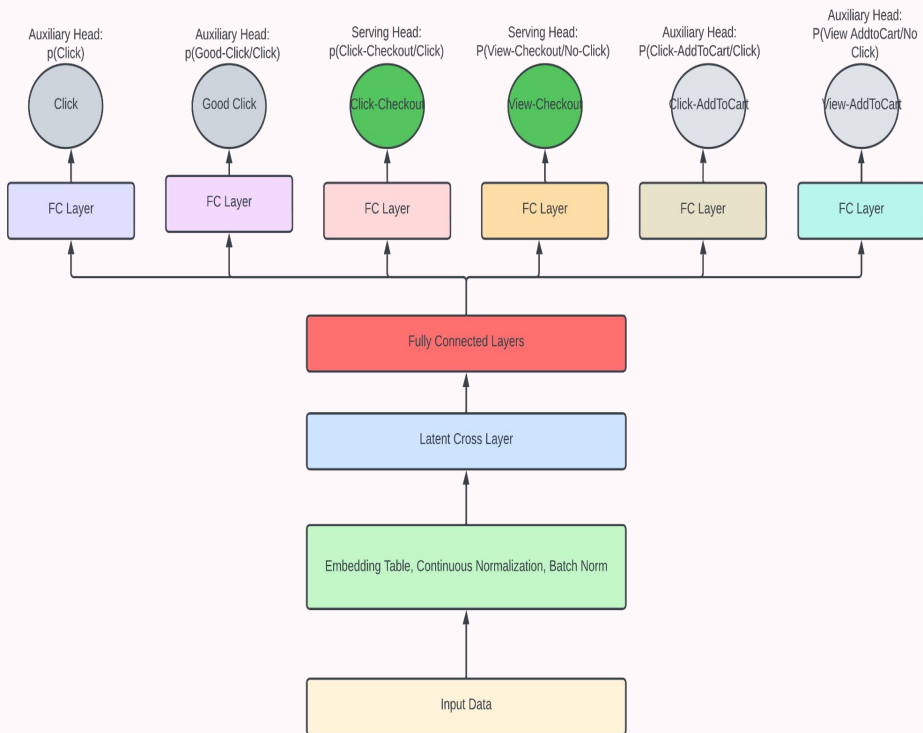 Auxiliary Head:
p(Click)
Auxiliary Head:
p(Good-Click/Click)
Serving Head:
p(Click-Checkout/Click)
Serving Head:
P(View-Checkout/No-Click)
Auxiliary Head:
P(Click-AddToCart/Click)
Auxiliary Head:
P(View AddtoCart/No
Click)
Click
Good Click
Click-Checkout
View-Checkout
Click-AddToCart
View-AddToCart
FC Layer
FC Layer
FC Layer
FC Layer
FC Layer
FC Layer
Fully Connected Layers
Latent Cross Layer
Embedding Table, Continuous Normalization, Batch Norm
Input Data